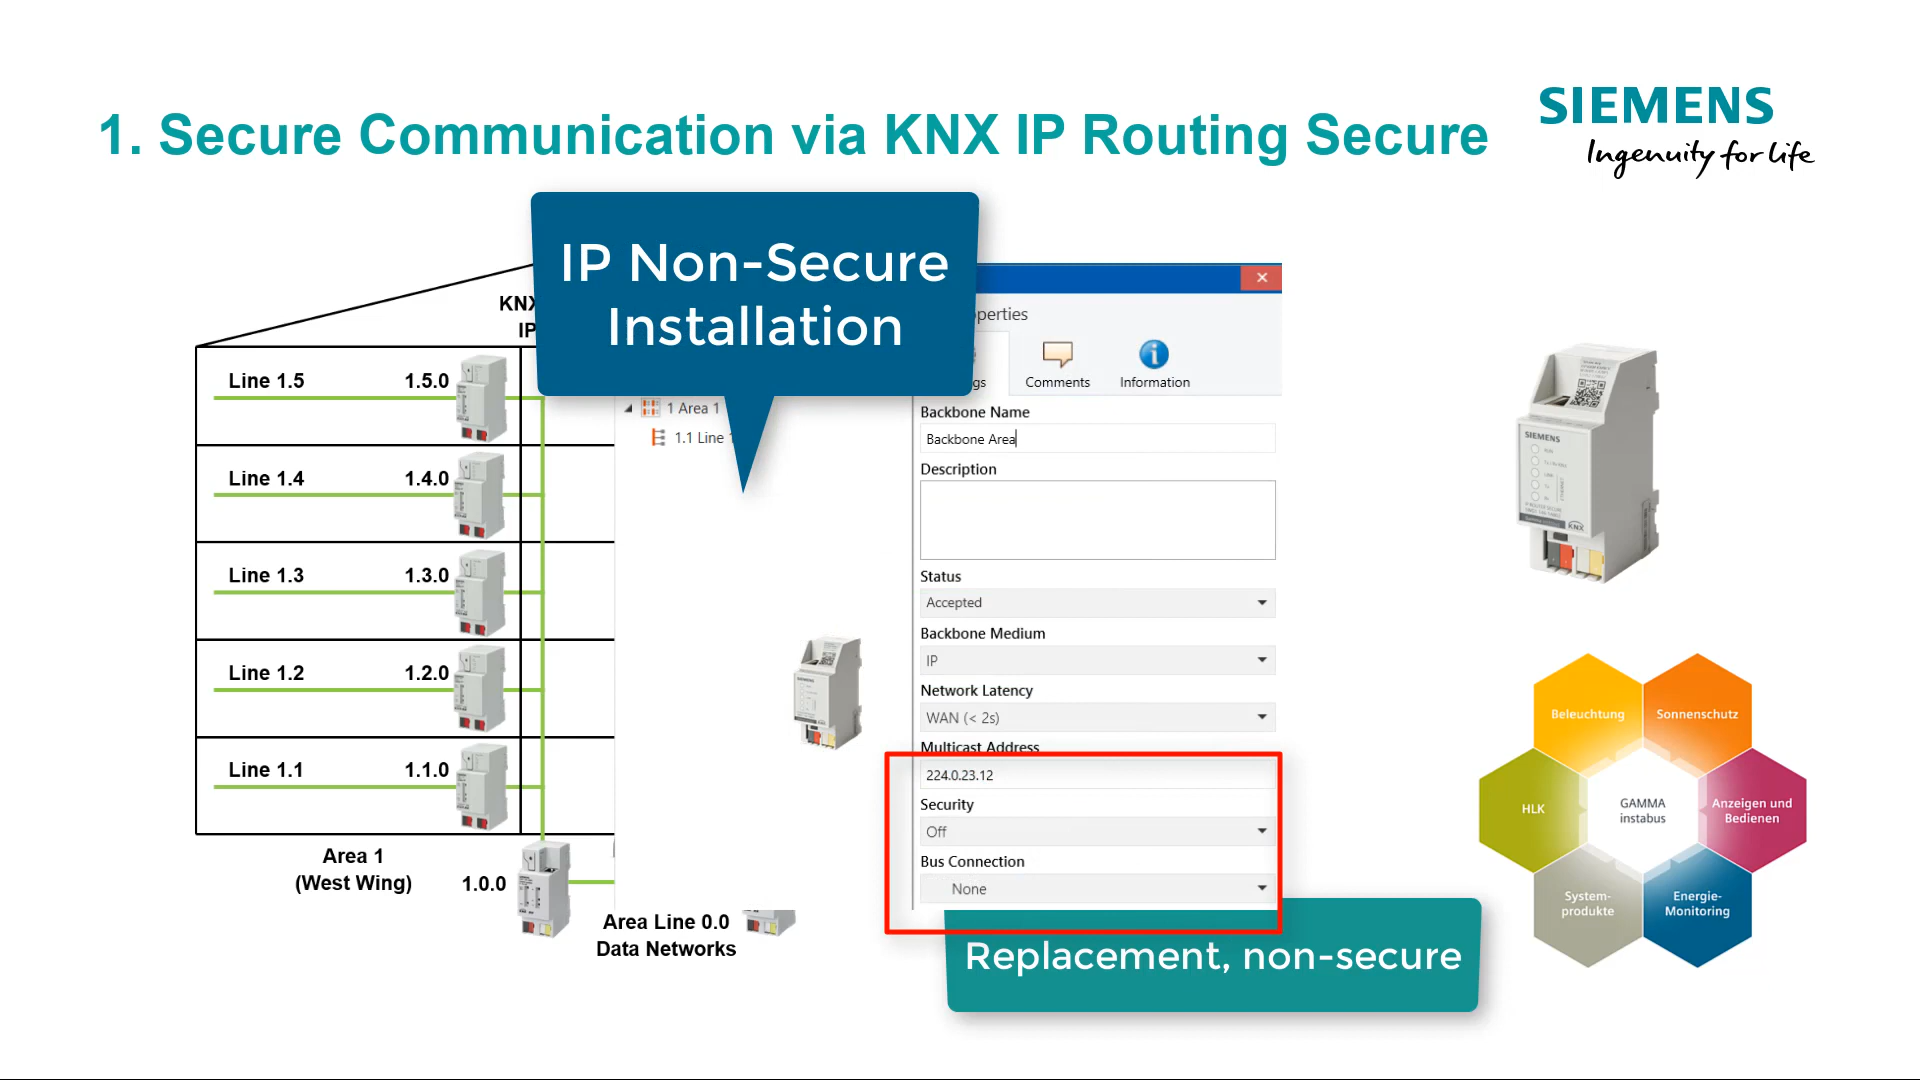 1. Secure Communication via KNX IP Routing Secure
SIEMENS
Ingenuity for life
IP Non-Secure
Installation
KNX
IP
Line 1.5
1.5.0
Line 1.4
1.4.0
Line 1.3
1.3.0
Line 1.2
1.2.0
Line 1.1
1.1.0
Area 1
(West Wing)
1.0.0
Area Line 0.0
Data Networks
1 Area 1
1.1 Line
operties
gs
Comments
Information
Backbone Name
Backbone Area
Description
Status
Accepted
Backbone Medium
IP
Network Latency
WAN (< 2s)
Multicast Address
224.0.23.12
Security
Off
Bus Connection
None
Replacement, non-secure
SIEMENS
KNX
Beleuchtung
Sonnenschutz
HLK
GAMMA
instabus
Anzeigen und
Bedienen
System-
produkte
Energie-
Monitoring